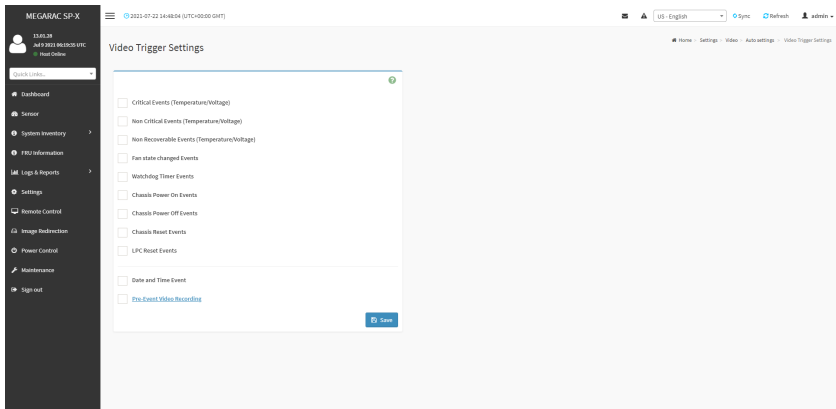 MEGARAC SP-X
2021-07-22 14:48:04 (UTC+00:00 GMT)
US - English
Sync
Refresh
admin
13.01.28
Jul 9 2021 06:19:35 UTC
Host Online
Quick Links...
Dashboard
Sensor
System Inventory
FRU Information
Logs & Reports
Settings
Remote Control
Image Redirection
Power Control
Maintenance
Sign out
Home > Settings > Video > Auto settings > Video Trigger Settings
Video Trigger Settings
Critical Events (Temperature/Voltage)
Non Critical Events (Temperature/Voltage)
Non Recoverable Events (Temperature/Voltage)
Fan state changed Events
Watchdog Timer Events
Chassis Power On Events
Chassis Power Off Events
Chassis Reset Events
LPC Reset Events
Date and Time Event
Pre-Event Video Recording
Save